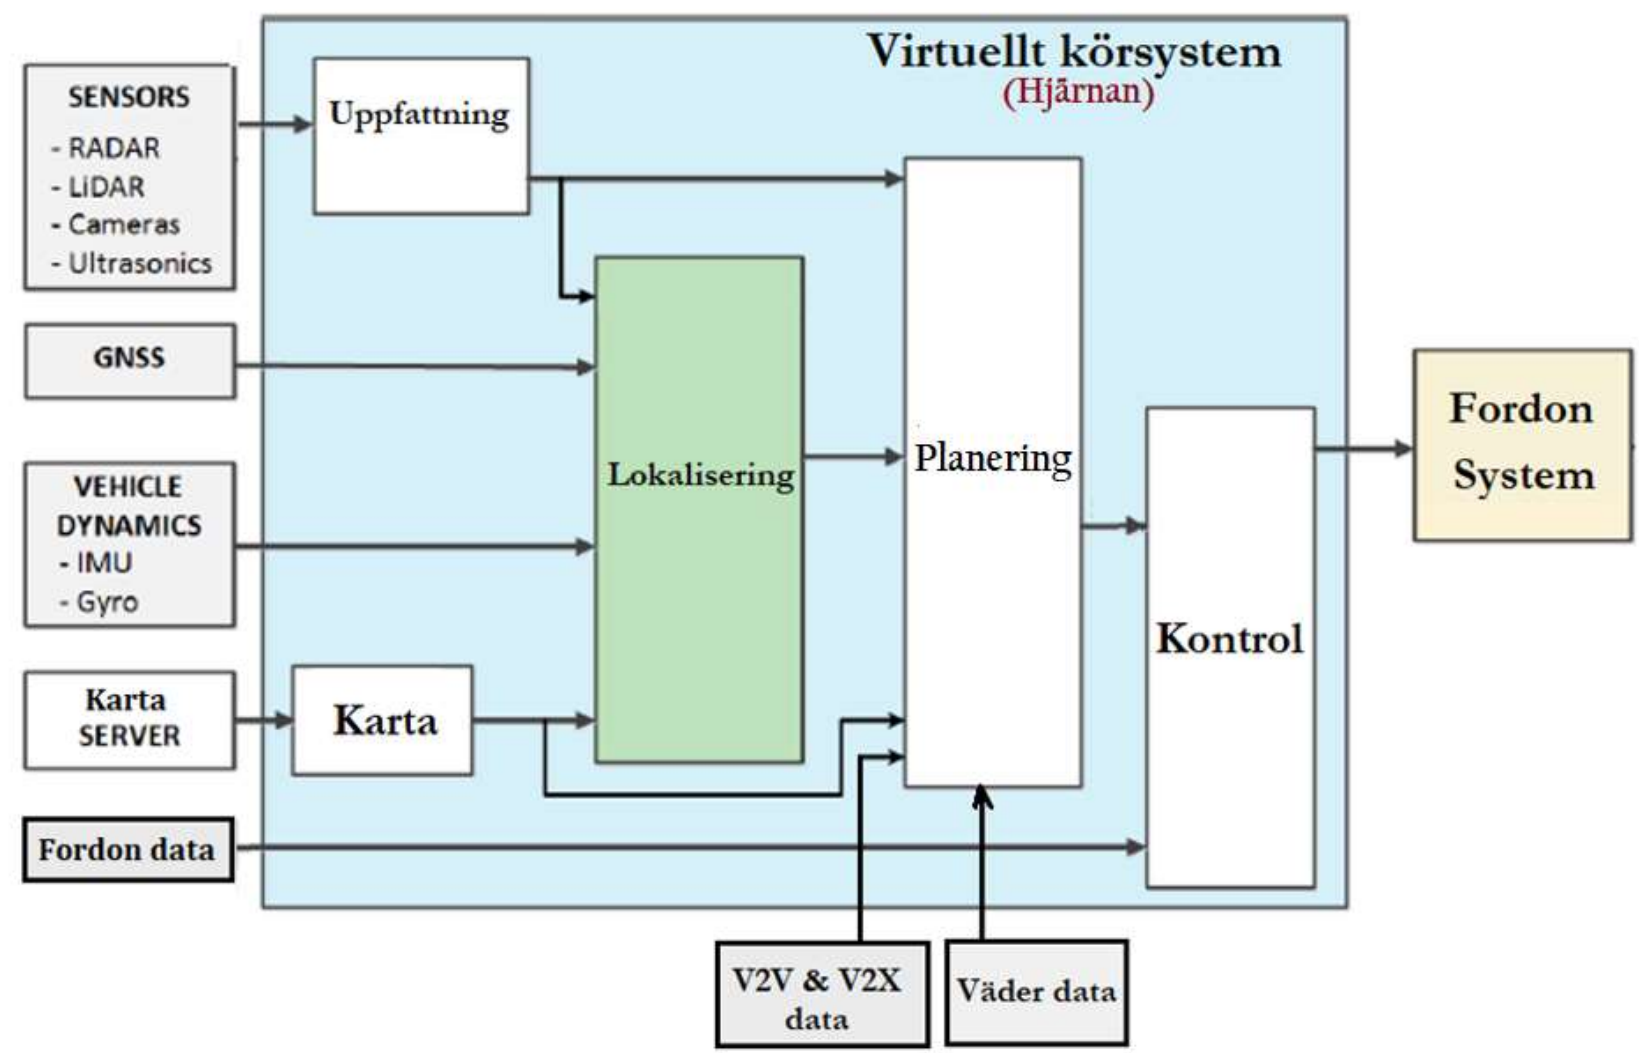 Virtuellt körsystem
(Hjärnan)
SENSORS
- RADAR
- LiDAR
- Cameras
- Ultrasonics
Uppfattning
GNSS
VEHICLE
DYNAMICS
- IMU
- Gyro
Karta
SERVER
Karta
Fordon data
Lokalisering
Planering
Kontrol
Fordon
System
V2V & V2X
data
Väder data